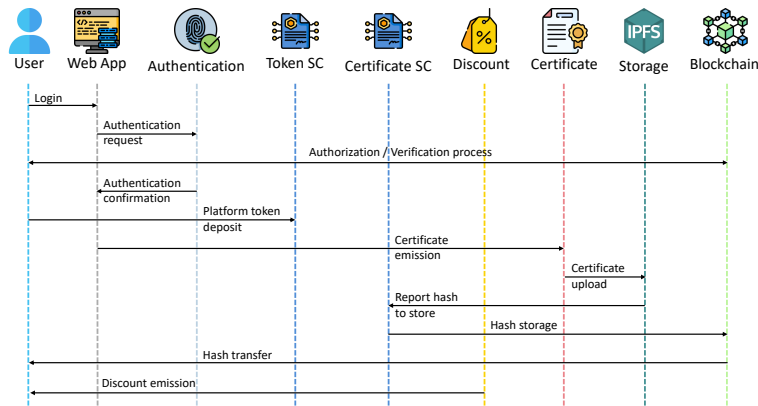 IPFS
User
Web App
Authentication
Token SC
Certificate SC
Discount
Certificate
Storage
Blockchain
Login
Authentication
request
Authorization / Verification process
Authentication
confirmation
Platform token
deposit
Certificate
emission
Certificate
upload
Report hash
to store
Hash storage
Hash transfer
Discount emission